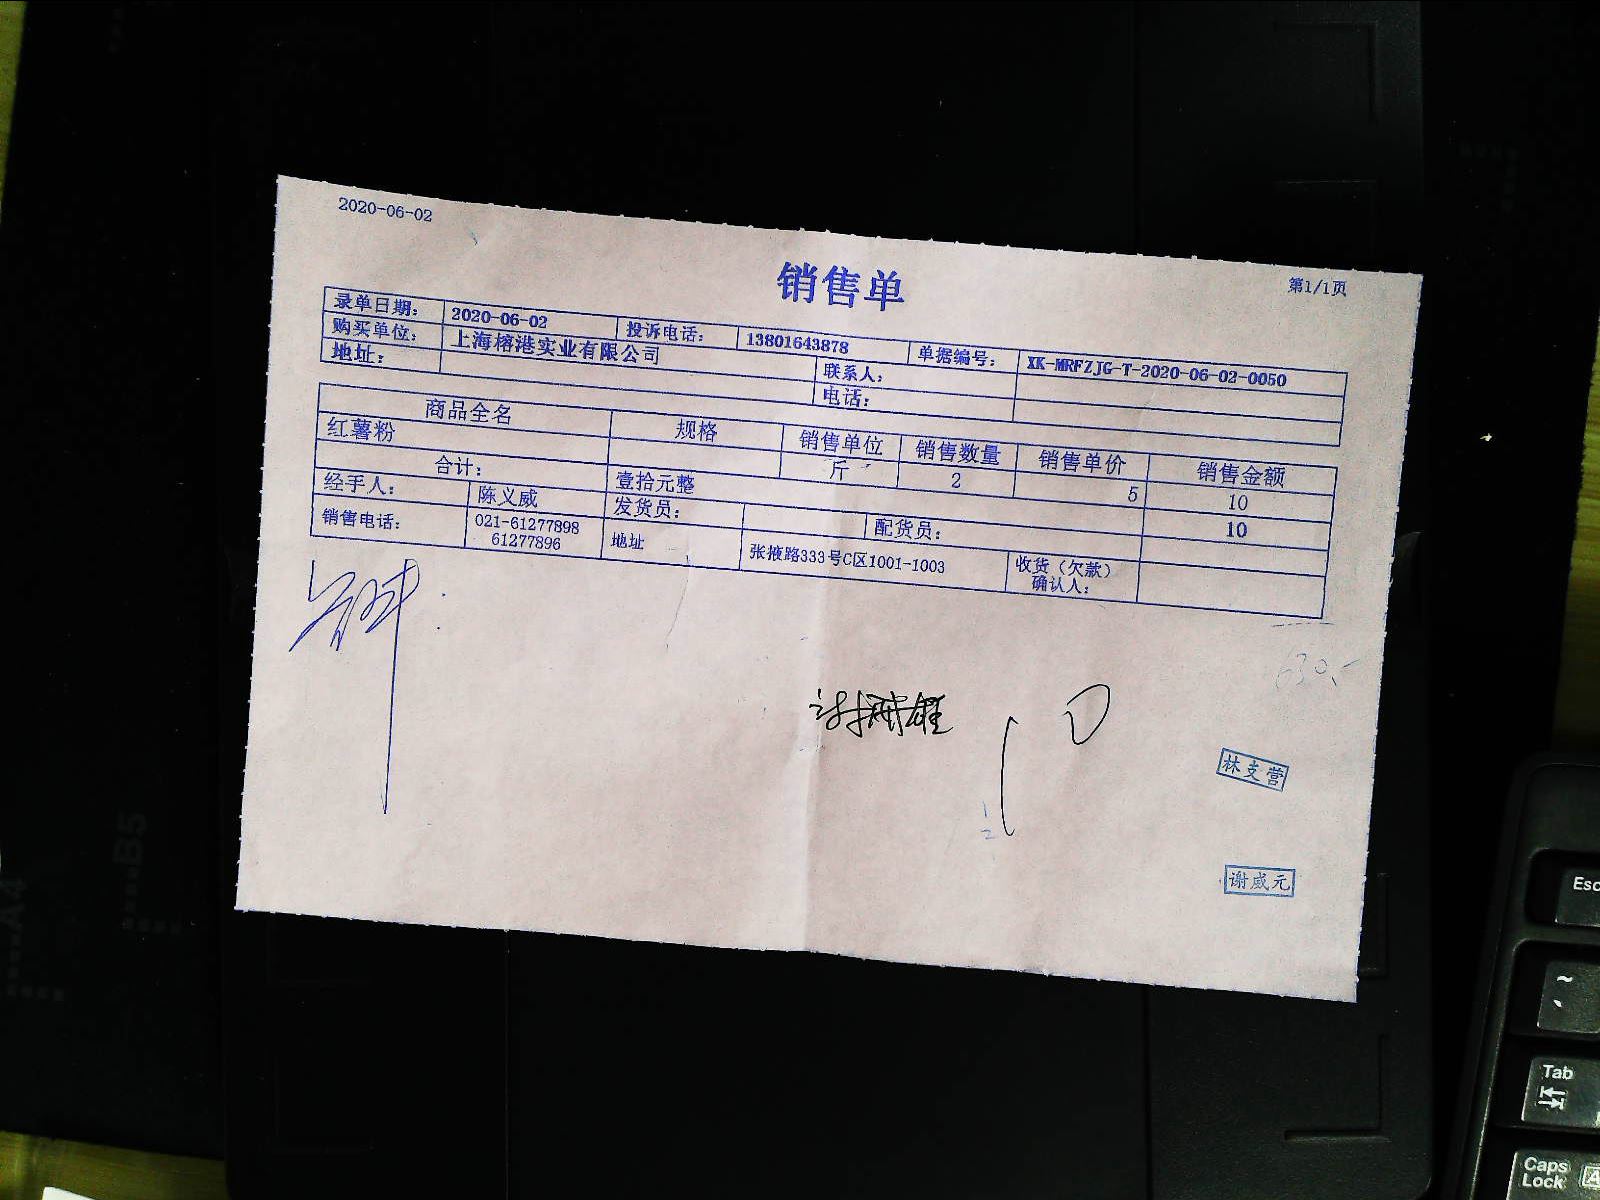 2020-06-02
销售单
第1/1页
录单日期： 2020-06-02 投诉电话： 13801643878 单据编号： XK-MRFZJG-T-2020-06-02-0050
购买单位： 上海榕港实业有限公司 联系人：
地址： 电话：
商品全名 规格 销售单位 销售数量 销售单价 销售金额
红薯粉 斤 2 5 10
合计： 壹拾元整 10
经手人： 陈义威 发货员： 配货员：
销售电话： 021-61277898 61277896 地址 张掖路333号C区1001-1003 收货（欠款）确认人：
林支营
谢威元
A4
B5
Esc
~
Tab
Caps Lock
A